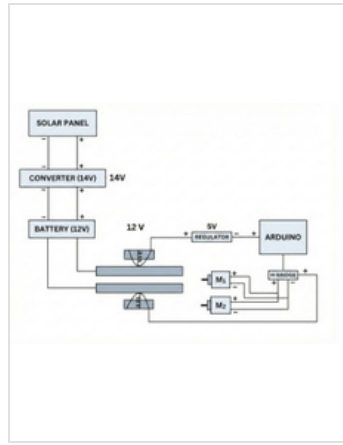 SOLAR PANEL
- +
- +
CONVERTER (14V) 14V
- +
- +
BATTERY (12V)
12 V
5V
+ REGULATOR - + ARDUINO
H BRIDGE +
+ -
M1 + -
M2 + -